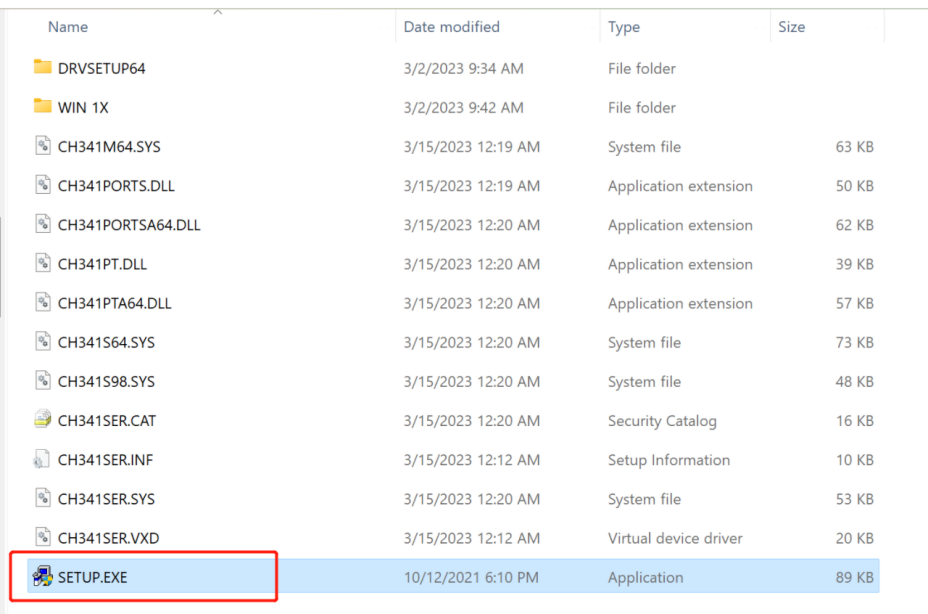 Name Date modified Type Size
DRVSETUP64 3/2/2023 9:34 AM File folder
WIN 1X 3/2/2023 9:42 AM File folder
CH341M64.SYS 3/15/2023 12:19 AM System file 63 KB
CH341PORTS.DLL 3/15/2023 12:19 AM Application extension 50 KB
CH341PORTSA64.DLL 3/15/2023 12:20 AM Application extension 62 KB
CH341PT.DLL 3/15/2023 12:20 AM Application extension 39 KB
CH341PTA64.DLL 3/15/2023 12:20 AM Application extension 57 KB
CH341S64.SYS 3/15/2023 12:20 AM System file 73 KB
CH341S98.SYS 3/15/2023 12:20 AM System file 48 KB
CH341SER.CAT 3/15/2023 12:20 AM Security Catalog 16 KB
CH341SER.INF 3/15/2023 12:12 AM Setup Information 10 KB
CH341SER.SYS 3/15/2023 12:20 AM System file 53 KB
CH341SER.VXD 3/15/2023 12:12 AM Virtual device driver 20 KB
SETUP.EXE 10/12/2021 6:10 PM Application 89 KB